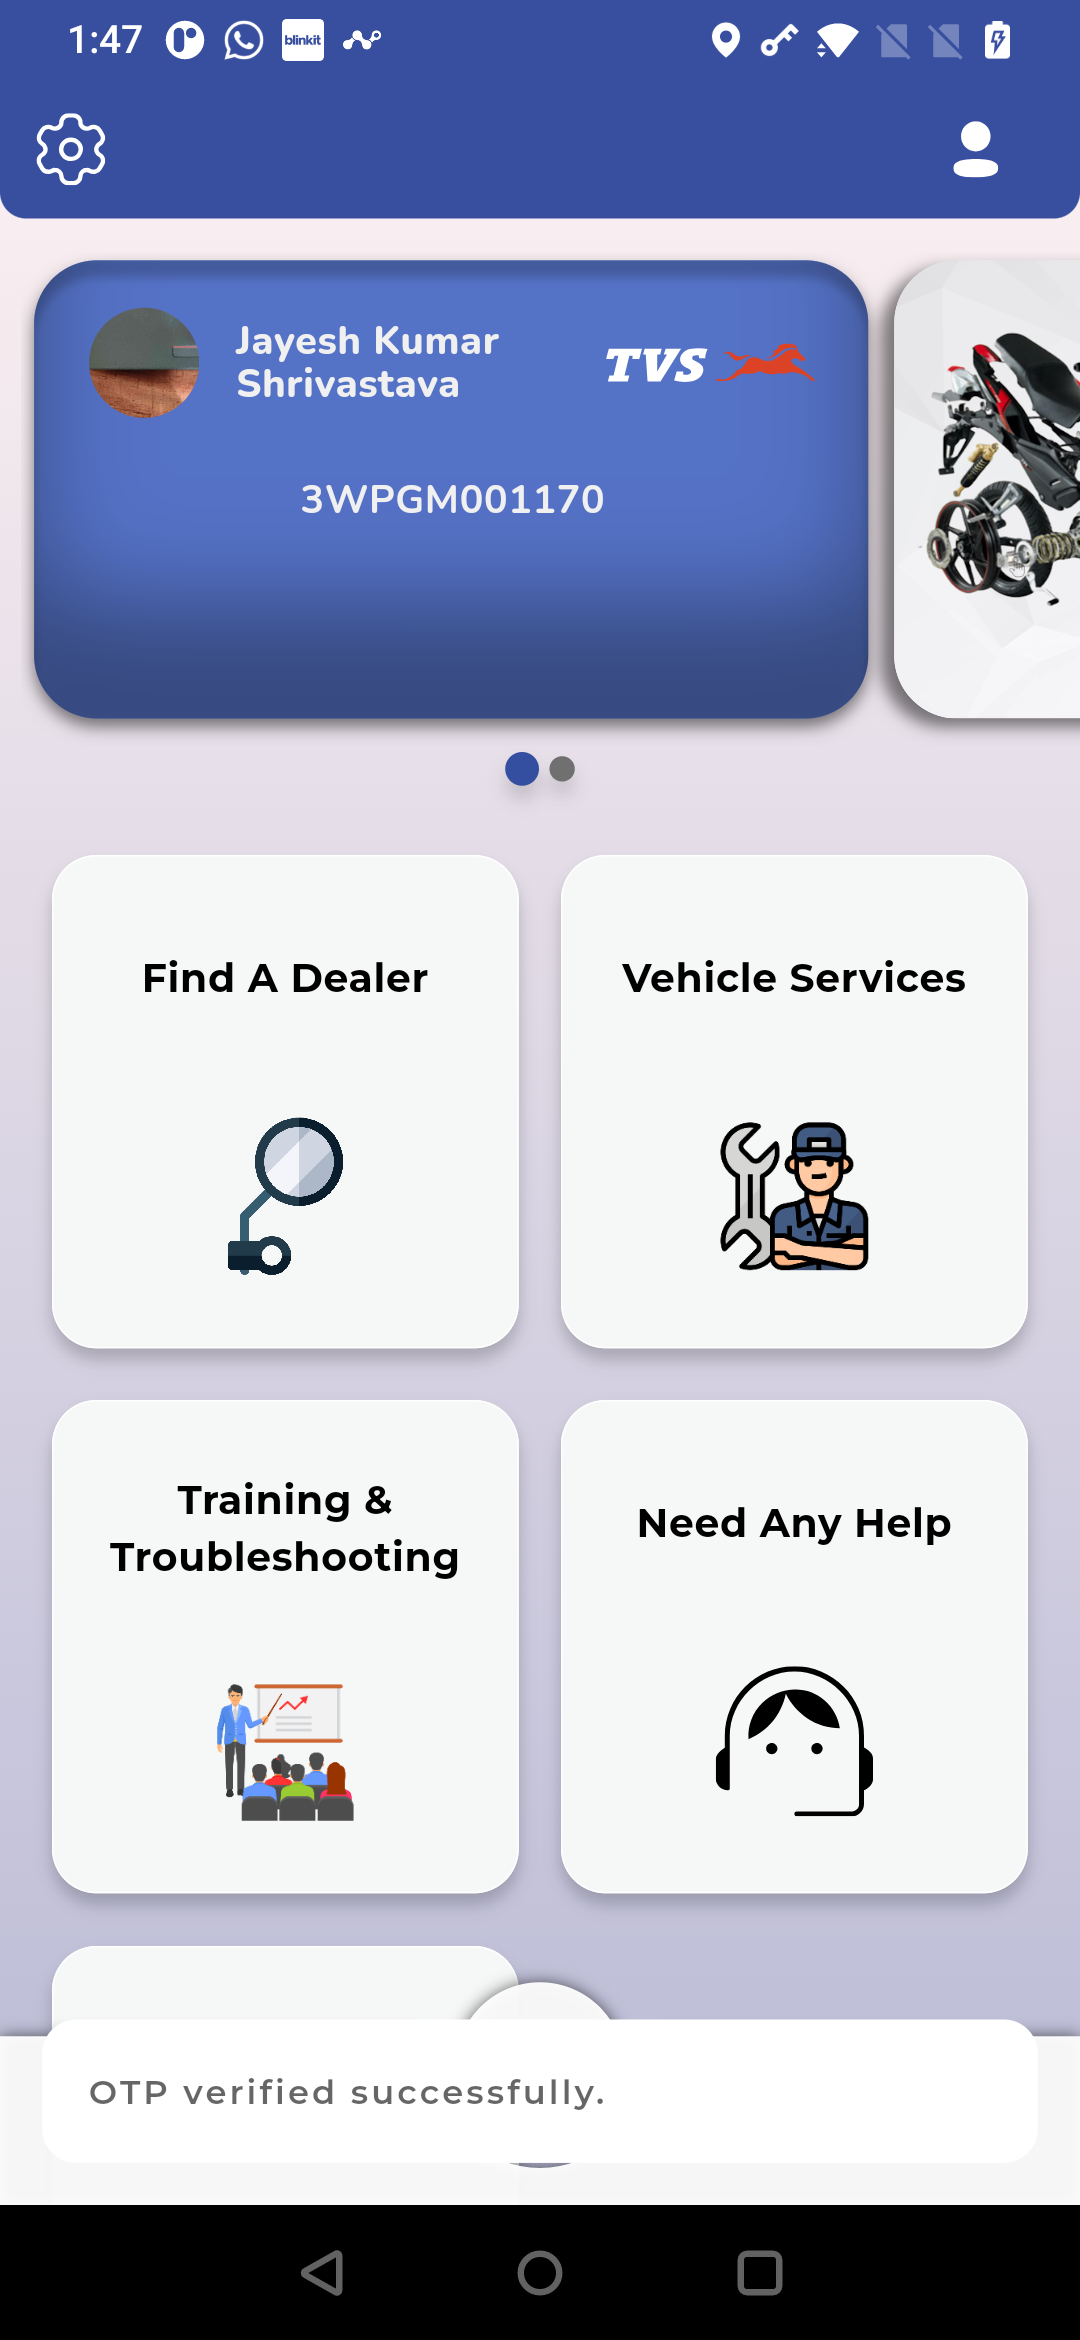 1:47
blinkit
Jayesh Kumar
Shrivastava
TVS
3WPGM001170
Find A Dealer
Vehicle Services
Training &
Troubleshooting
Need Any Help
OTP verified successfully.